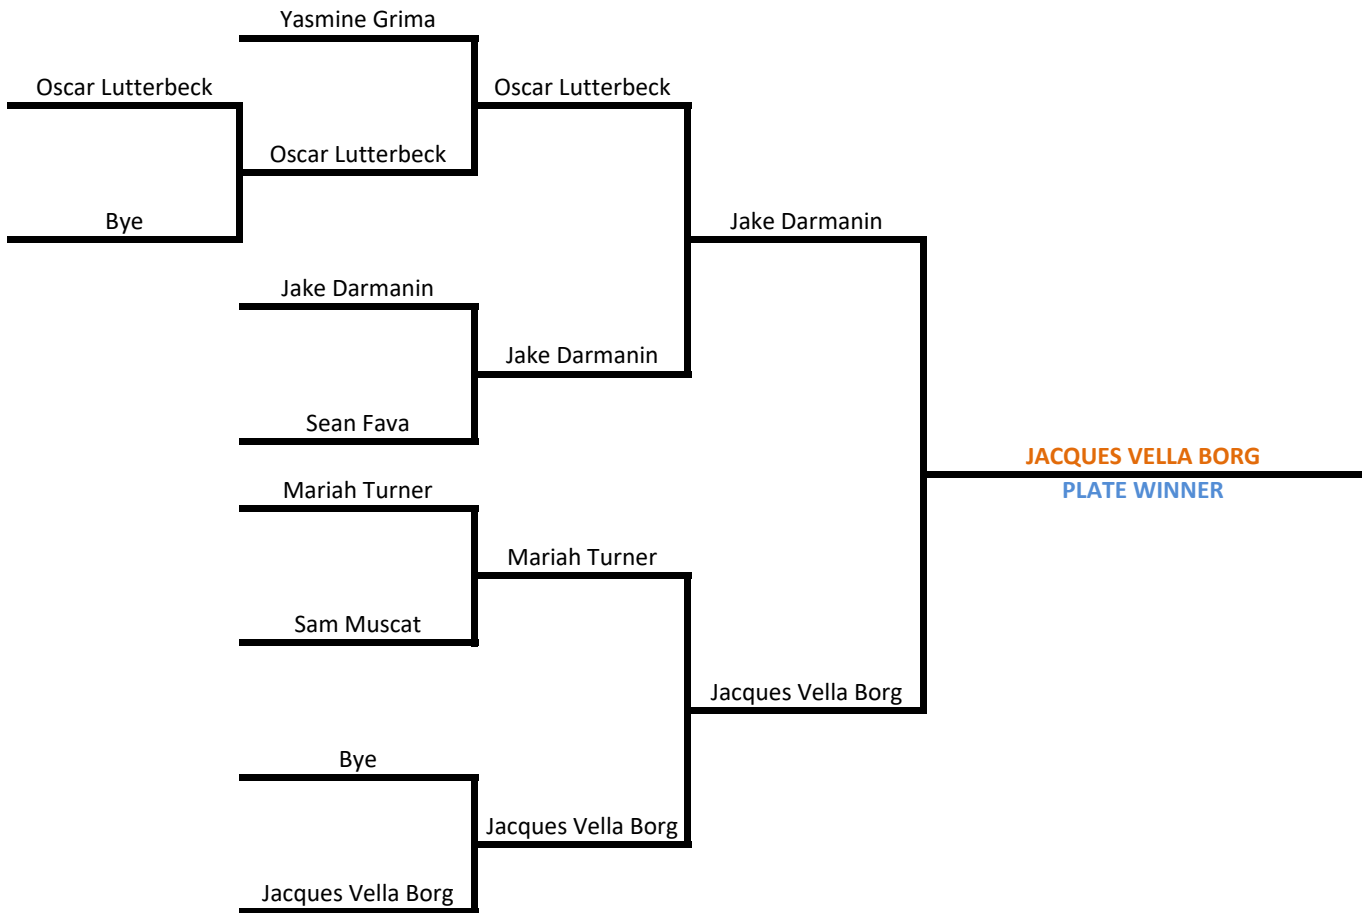 Yasmine Grima
Oscar Lutterbeck
Oscar Lutterbeck
Oscar Lutterbeck
Bye
Jake Darmanin
Jake Darmanin
Jake Darmanin
Sean Fava
JACQUES VELLA BORG
PLATE WINNER
Mariah Turner
Mariah Turner
Sam Muscat
Jacques Vella Borg
Bye
Jacques Vella Borg
Jacques Vella Borg